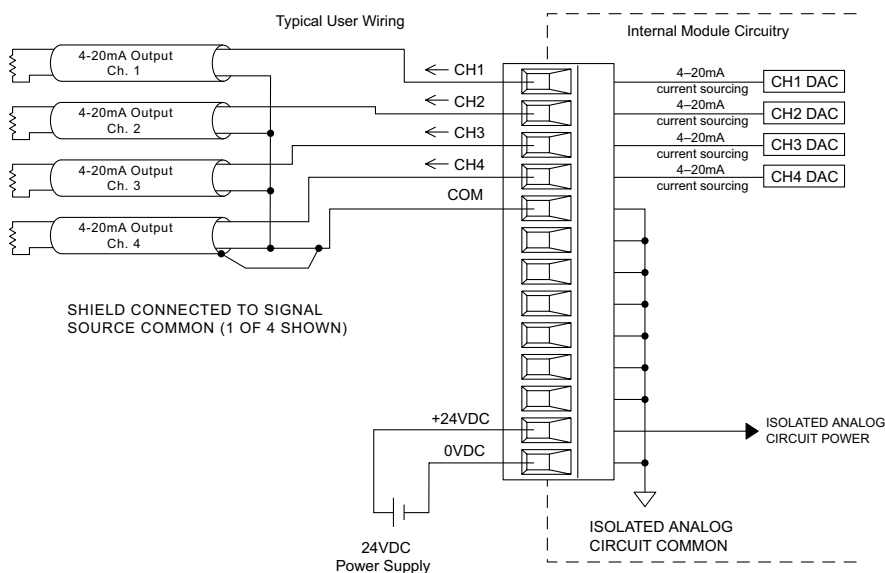 Typical User Wiring
Internal Module Circuitry
4-20mA Output
Ch. 1
4-20mA Output
Ch. 2
4-20mA Output
Ch. 3
4-20mA Output
Ch. 4
CH1
CH2
CH3
CH4
COM
4–20mA
current sourcing
CH1 DAC
4–20mA
current sourcing
CH2 DAC
4–20mA
current sourcing
CH3 DAC
4–20mA
current sourcing
CH4 DAC
SHIELD CONNECTED TO SIGNAL
SOURCE COMMON (1 OF 4 SHOWN)
+24VDC
0VDC
ISOLATED ANALOG
CIRCUIT POWER
24VDC
Power Supply
ISOLATED ANALOG
CIRCUIT COMMON